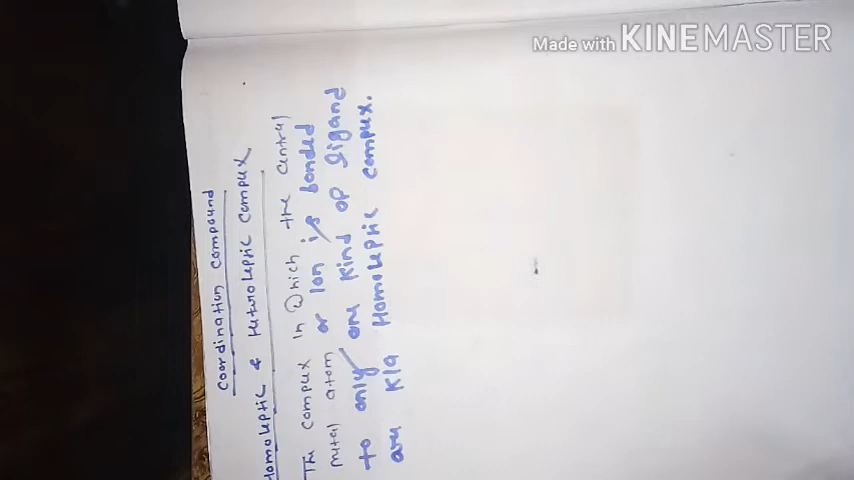 Made with KINEMASTER
Coordination Compound
Homoleptic & Heteroleptic Complex
The complex in which the central
metal atom or Ion is bonded
to only one kind of ligand
are K/a Homoleptic complex.